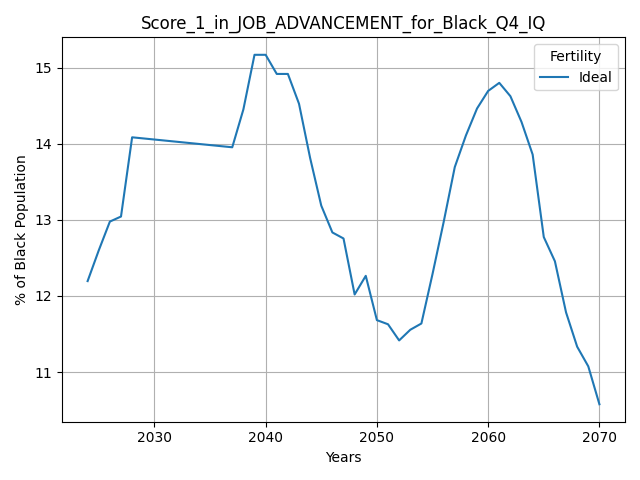 Score_1_in_JOB_ADVANCEMENT_for_Black_Q4_IQ
Fertility
Ideal
15
14
13
12
11
% of Black Population
2030
2040
2050
2060
2070
Years